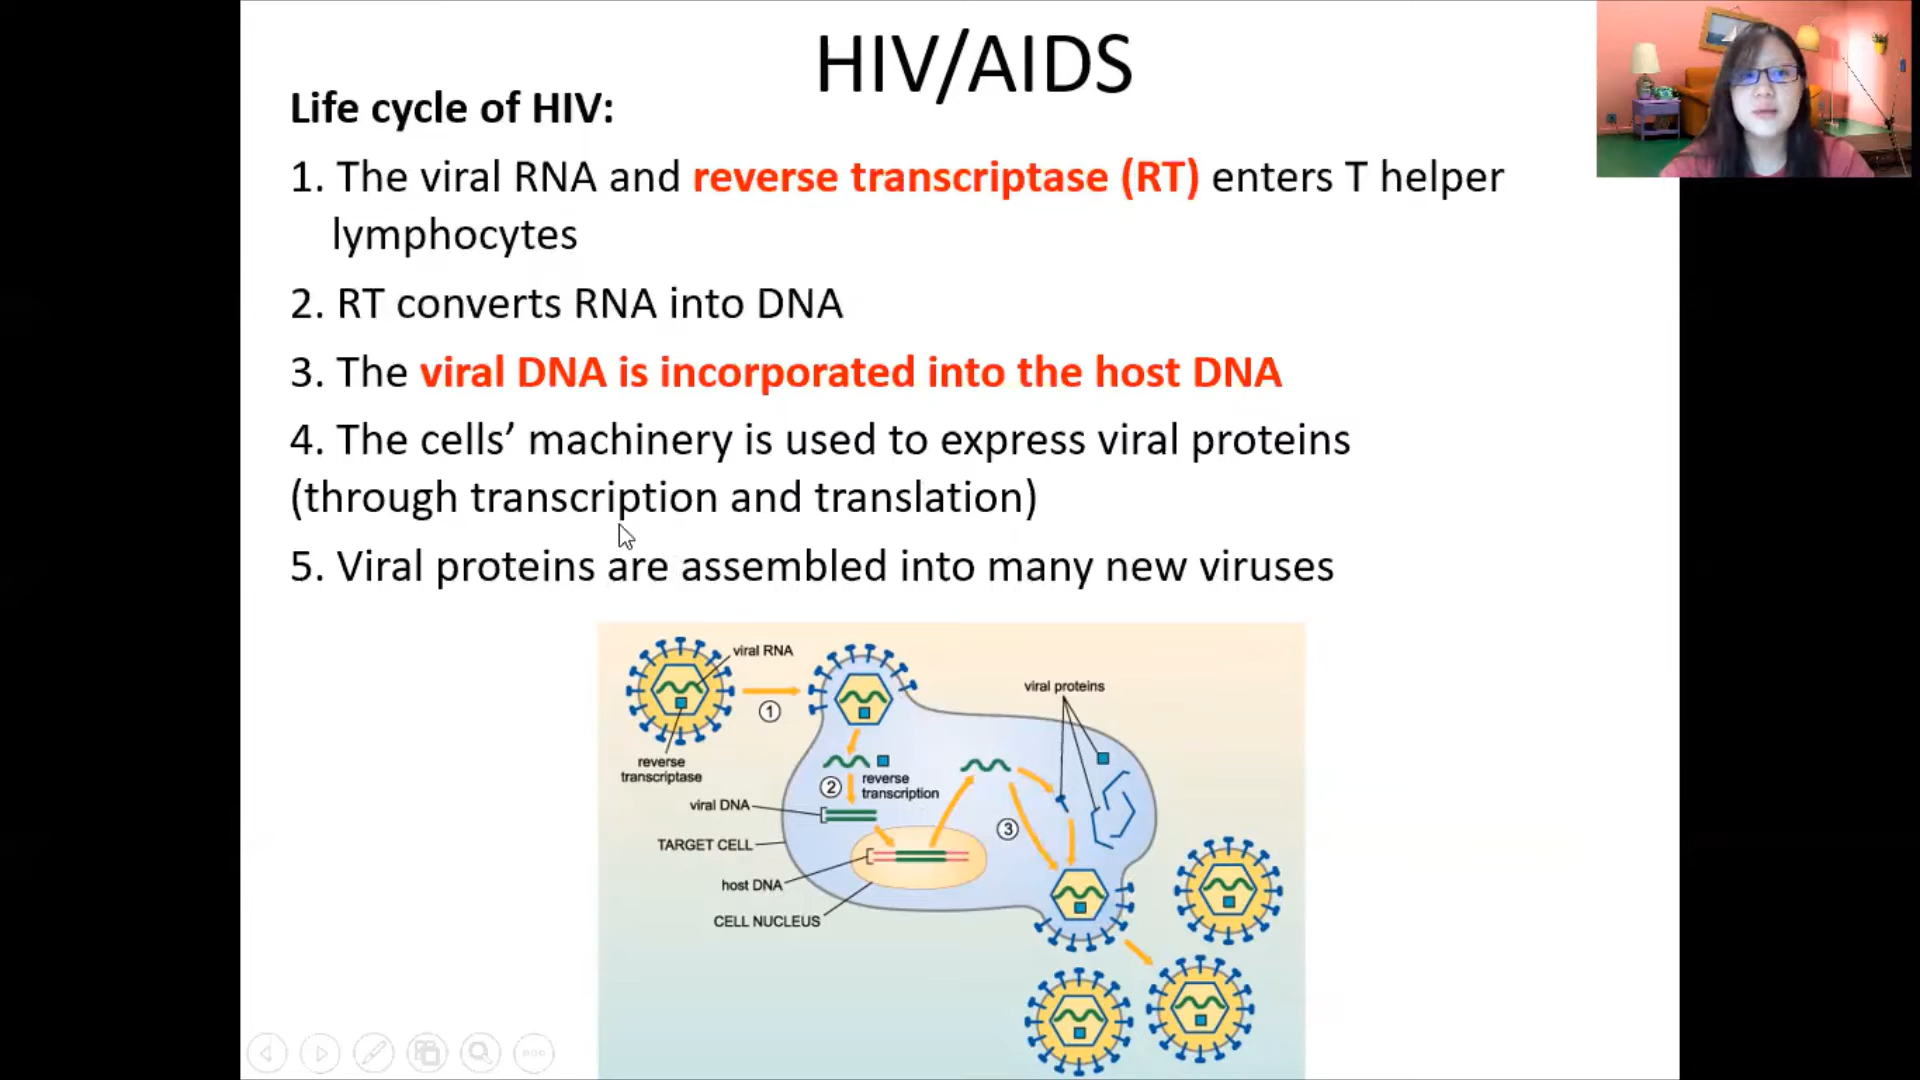 HIV/AIDS
Life cycle of HIV:
1. The viral RNA and reverse transcriptase (RT) enters T helper
lymphocytes
2. RT converts RNA into DNA
3. The viral DNA is incorporated into the host DNA
4. The cells’ machinery is used to express viral proteins
(through transcription and translation)
5. Viral proteins are assembled into many new viruses
viral RNA
1
reverse
transcriptase
viral proteins
2
reverse
transcription
viral DNA
3
TARGET CELL
host DNA
CELL NUCLEUS